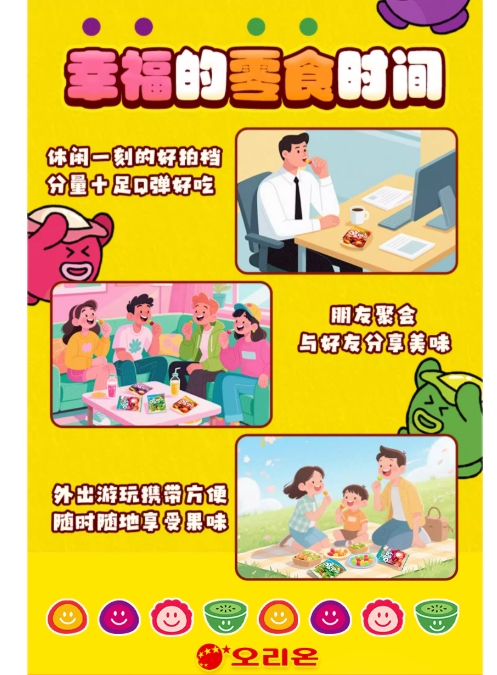 幸福的零食时间
休闲一刻的好拍档
分量十足Q弹好吃
朋友聚会
与好友分享美味
外出游玩携带方便
随时随地享受果味
오리온